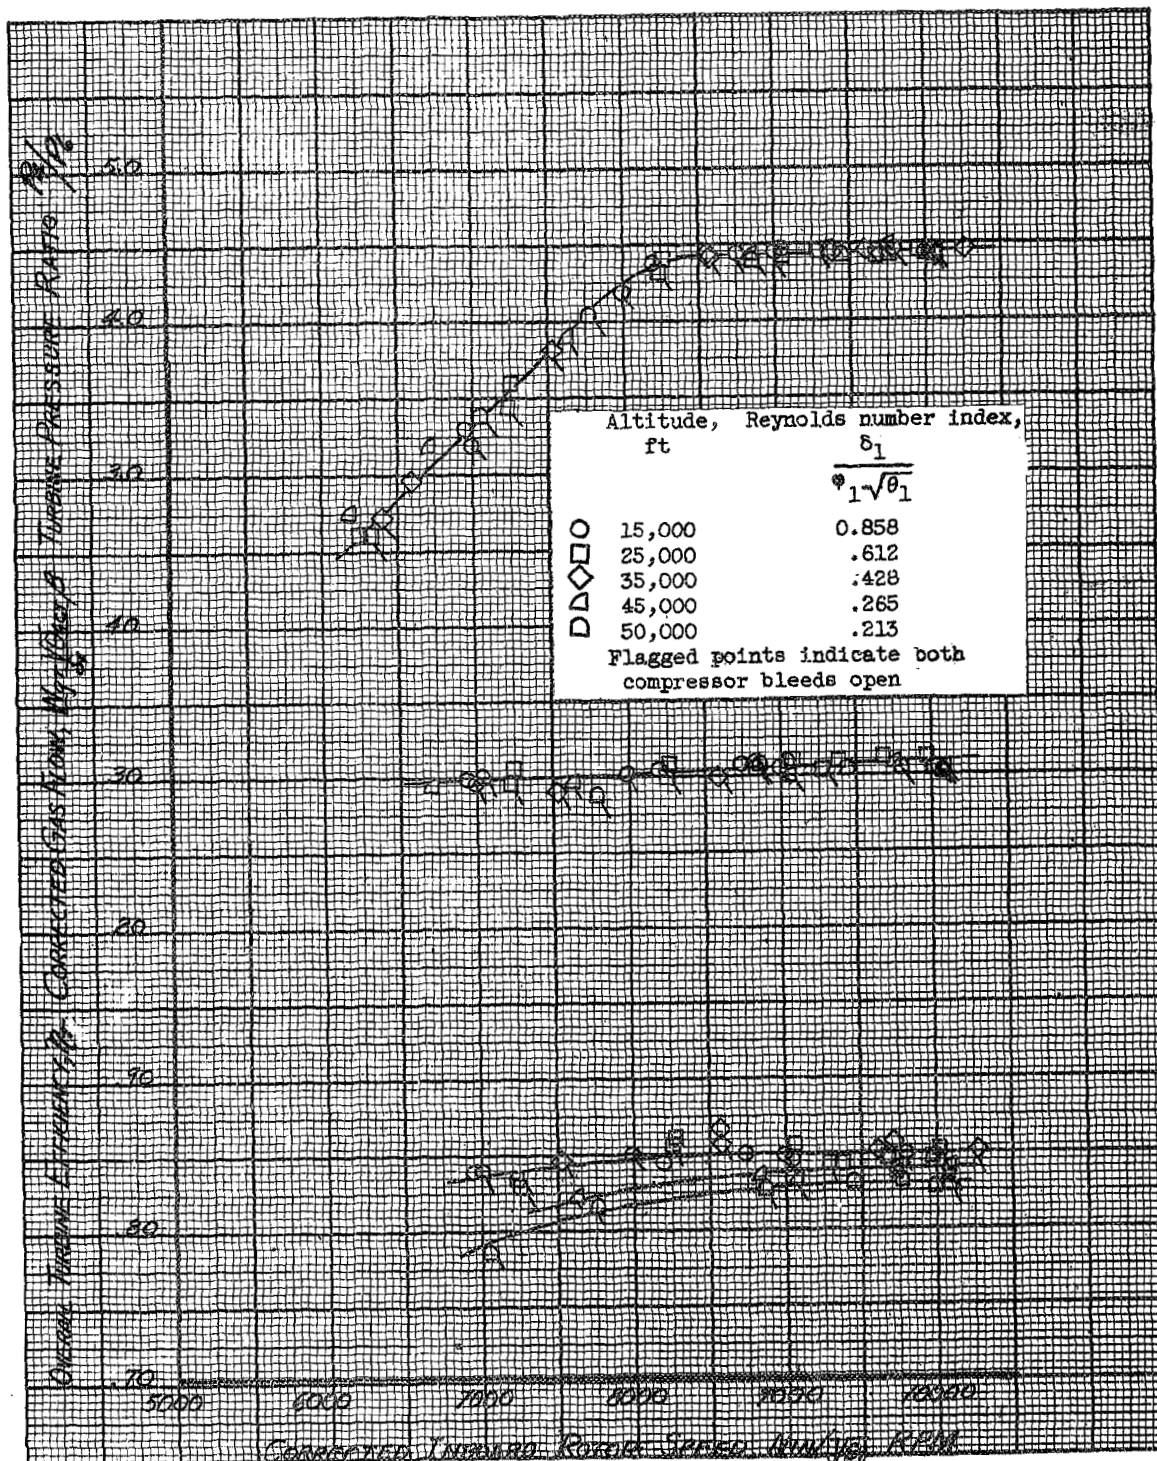 OVERALL TURBINE EFFICIENCY, CORRECTED GAS FLOW, TURBINE PRESSURE RATIO
5.0
4.0
3.0
Altitude, ft
Reynolds number index,
δ1
φ1√θ1
15,000 0.858
25,000 .612
35,000 .428
45,000 .265
50,000 .213
Flagged points indicate both
compressor bleeds open
40
30
20
.90
.80
.70
5000 6000 7000 8000 9000 10000
CORRECTED INBOARD ROTOR SPEED, RPM